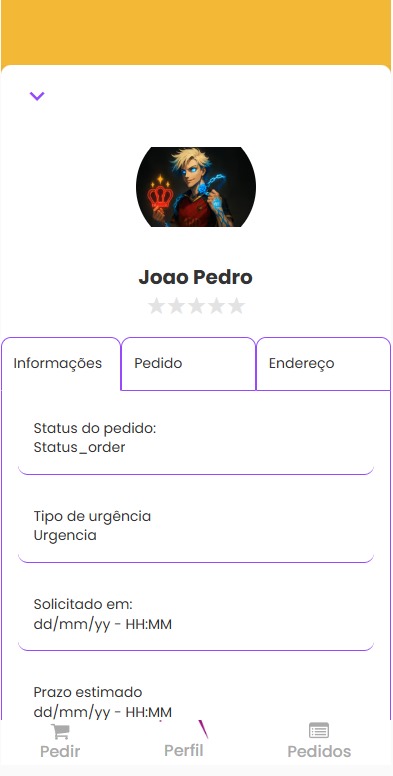 Joao Pedro
Informações
Pedido
Endereço
Status do pedido:
Status_order
Tipo de urgência
Urgencia
Solicitado em:
dd/mm/yy - HH:MM
Prazo estimado
dd/mm/yy - HH:MM
Pedir
Perfil
Pedidos